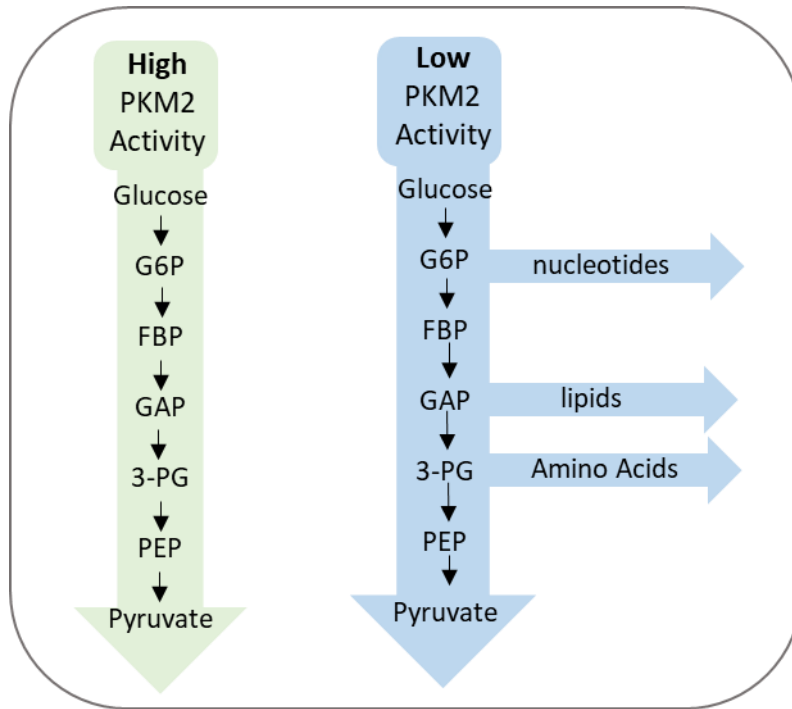 High
PKM2
Activity
Glucose
G6P
FBP
GAP
3-PG
PEP
Pyruvate
Low
PKM2
Activity
Glucose
G6P
nucleotides
FBP
GAP
lipids
3-PG
Amino Acids
PEP
Pyruvate